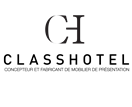 CH
CLASSHOTEL
CONCEPTEUR ET FABRICANT DE MOBILIER DE PRÉSENTATION